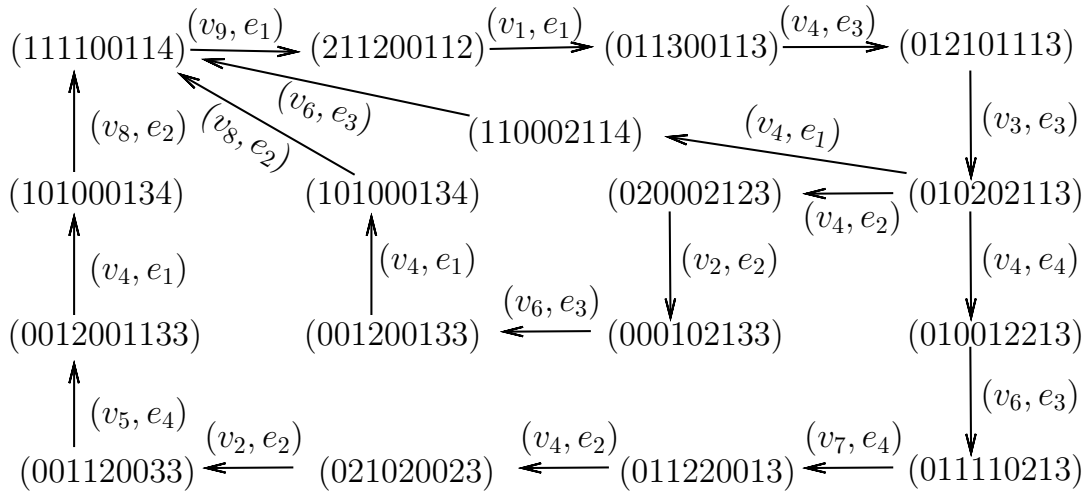 (v₉, e₁) (v₁, e₁) (v₄, e₃)
(111100114) (211200112) (011300113) (012101113)
(v₈, e₂) (v₈, e₂) (v₆, e₃) (110002114) (v₄, e₁) (v₃, e₃)
(101000134) (101000134) (020002123) (010202113)
(v₄, e₂)
(v₄, e₁) (v₄, e₁) (v₂, e₂) (v₄, e₄)
(v₆, e₃)
(0012001133) (001200133) (000102133) (010012213)
(v₅, e₄) (v₆, e₃)
(v₂, e₂) (v₄, e₂) (v₇, e₄)
(001120033) (021020023) (011220013) (011110213)